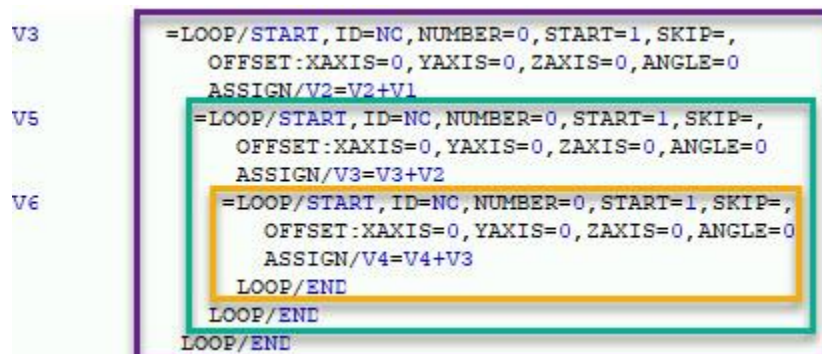 V3 =LOOP/START,ID=NC,NUMBER=0,START=1,SKIP=,
OFFSET:XAXIS=0,YAXIS=0,ZAXIS=0,ANGLE=0
ASSIGN/V2=V2+V1
V5 =LOOP/START,ID=NC,NUMBER=0,START=1,SKIP=,
OFFSET:XAXIS=0,YAXIS=0,ZAXIS=0,ANGLE=0
ASSIGN/V3=V3+V2
V6 =LOOP/START,ID=NC,NUMBER=0,START=1,SKIP=,
OFFSET:XAXIS=0,YAXIS=0,ZAXIS=0,ANGLE=0
ASSIGN/V4=V4+V3
LOOP/END
LOOP/END
LOOP/END